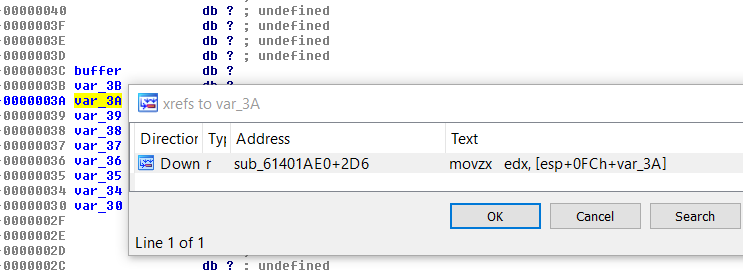 -00000040 db ? ; undefined
-0000003F db ? ; undefined
-0000003E db ? ; undefined
-0000003D db ? ; undefined
-0000003C buffer db ?
-0000003B var_3B db ?
-0000003A var_3A
-00000039 var_39
-00000038 var_38
-00000037 var_37
-00000036 var_36
-00000035 var_35
-00000034 var_34
-00000030 var_30
-0000002F
-0000002E
-0000002D
-0000002C db ? ; undefined
xrefs to var_3A
Direction Typ Address Text
Down r sub_61401AE0+2D6 movzx edx, [esp+0FCh+var_3A]
OK Cancel Search
Line 1 of 1